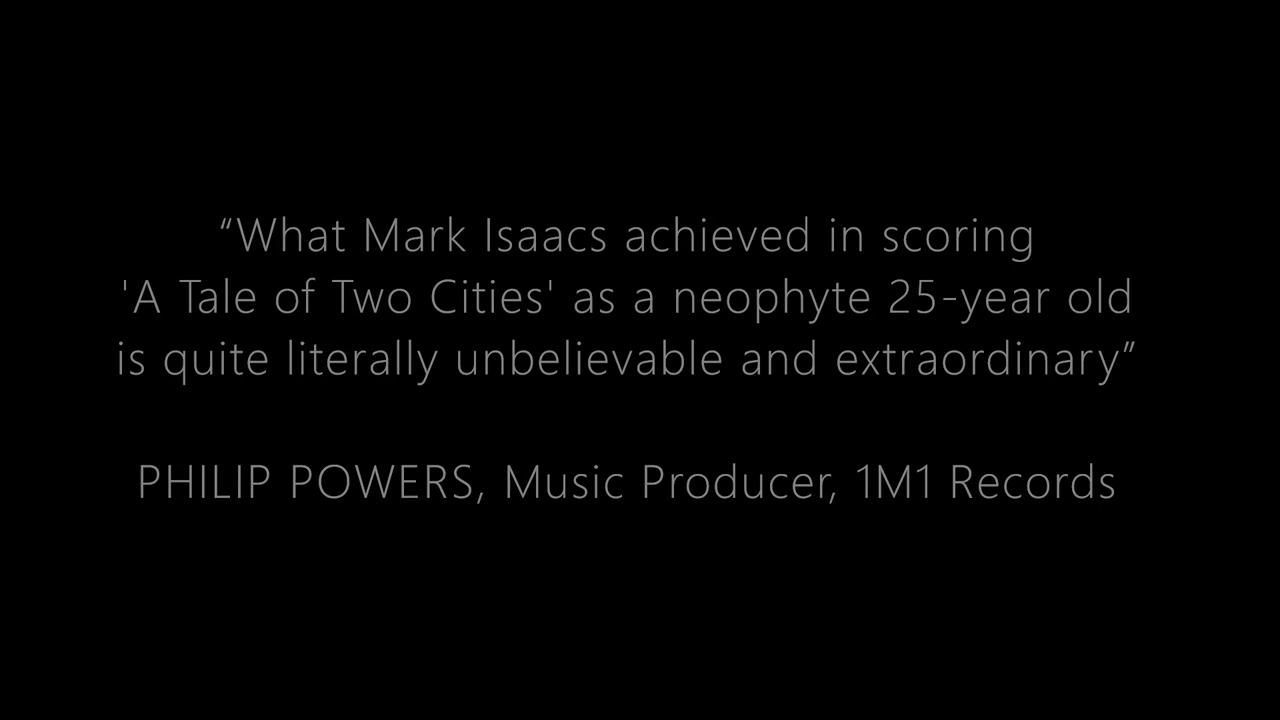 “What Mark Isaacs achieved in scoring
'A Tale of Two Cities' as a neophyte 25-year old
is quite literally unbelievable and extraordinary”
PHILIP POWERS, Music Producer, 1M1 Records